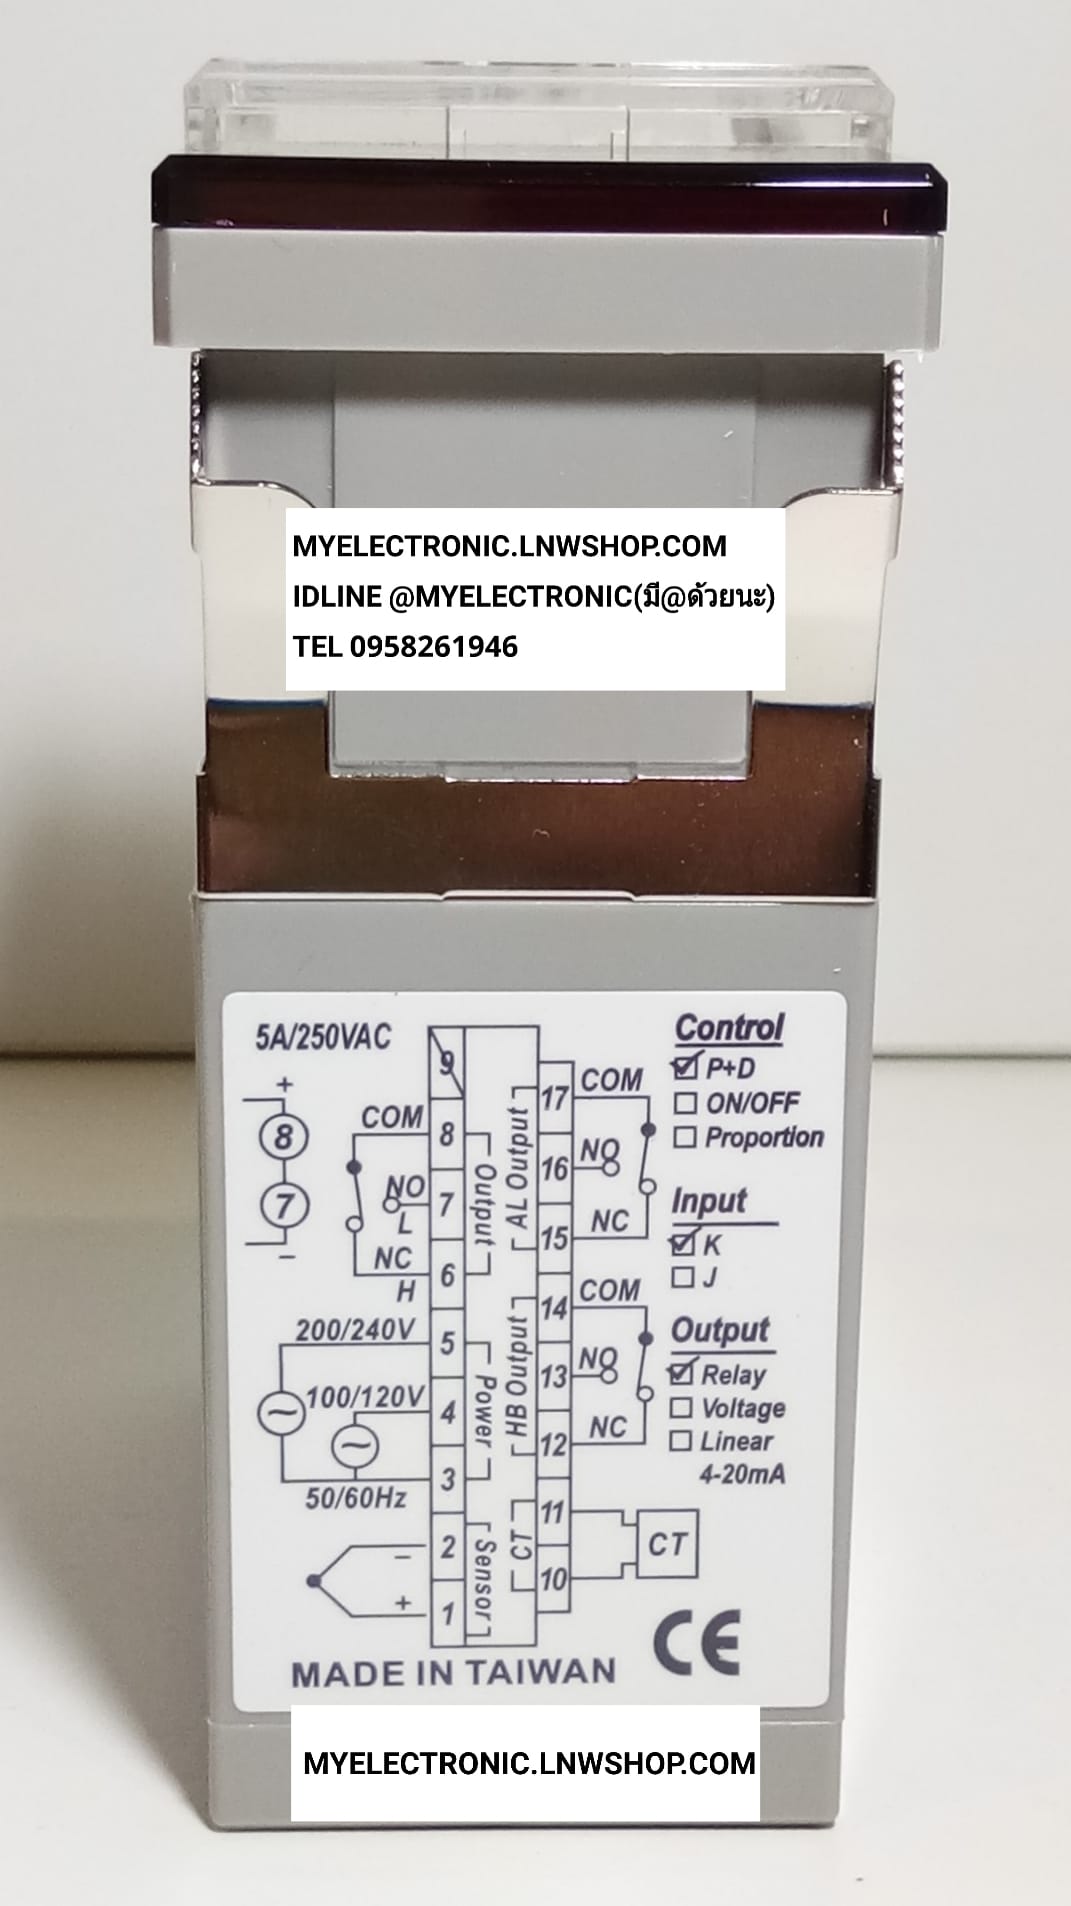 MYELECTRONIC.LNWSHOP.COM
IDLINE @MYELECTRONIC(มี@ด้วยนะ)
TEL 0958261946
5A/250VAC
+
8
7
−
COM
NO
L
NC
H
200/240V
100/120V
50/60Hz
−
+
9
8
7
6
5
4
3
2
1
Output
Power
Sensor
AL Output
HB Output
CT
17
16
15
14
13
12
11
10
COM
NO
NC
COM
NO
NC
CT
Control
P+D
ON/OFF
Proportion
Input
K
J
Output
Relay
Voltage
Linear
4-20mA
CE
MADE IN TAIWAN
MYELECTRONIC.LNWSHOP.COM